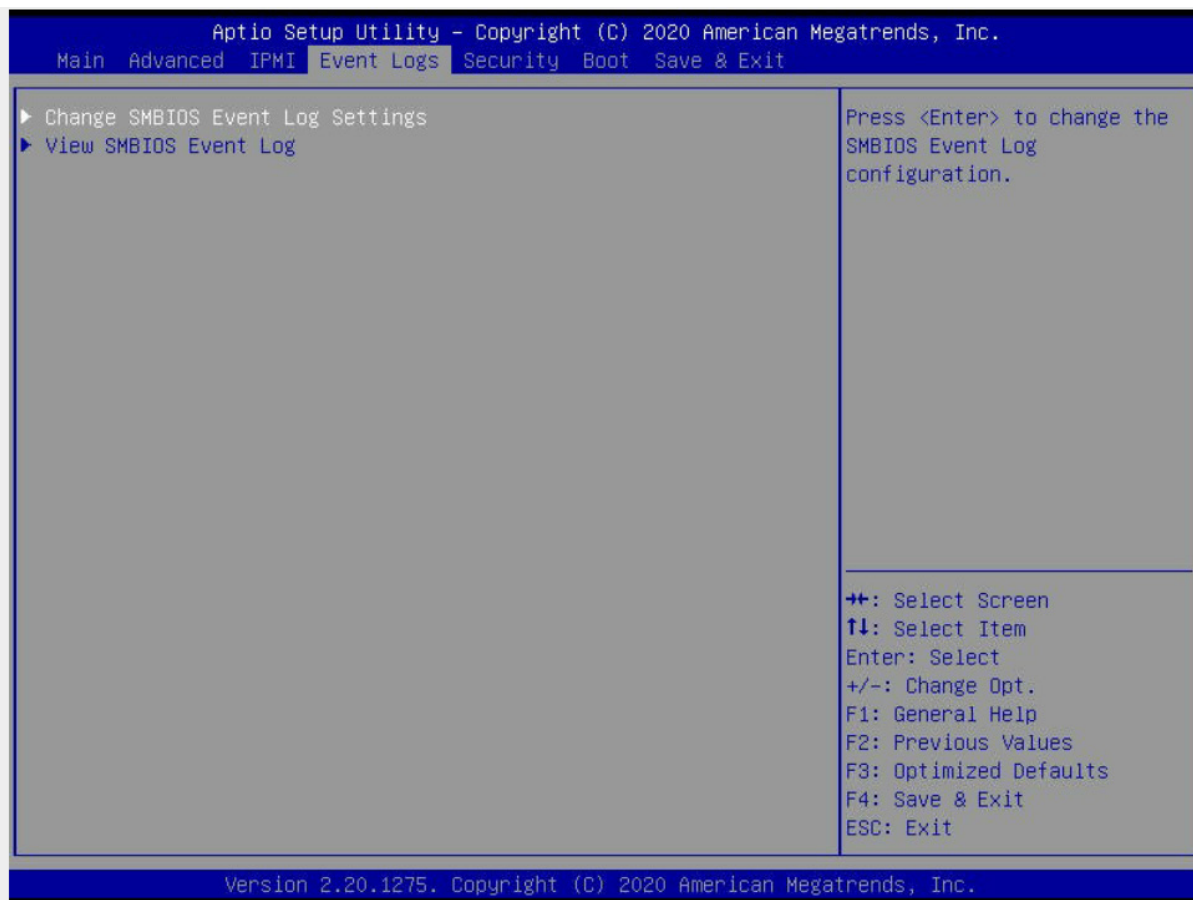 Aptio Setup Utility – Copyright (C) 2020 American Megatrends, Inc.
Main Advanced IPMI Event Logs Security Boot Save & Exit
▶ Change SMBIOS Event Log Settings
▶ View SMBIOS Event Log
Press <Enter> to change the
SMBIOS Event Log
configuration.
→←: Select Screen
↑↓: Select Item
Enter: Select
+/-: Change Opt.
F1: General Help
F2: Previous Values
F3: Optimized Defaults
F4: Save & Exit
ESC: Exit
Version 2.20.1275. Copyright (C) 2020 American Megatrends, Inc.